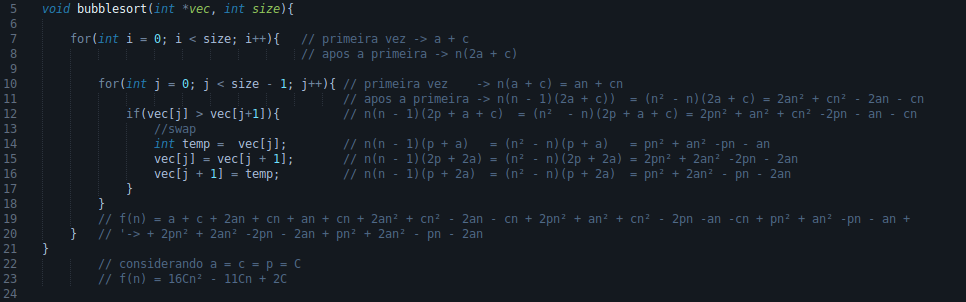 5 void bubblesort(int *vec, int size){
6
7 for(int i = 0; i < size; i++){ // primeira vez -> a + c
8 // apos a primeira -> n(2a + c)
9
10 for(int j = 0; j < size - 1; j++){ // primeira vez -> n(a + c) = an + cn
11 // apos a primeira -> n(n - 1)(2a + c)) = (n² - n)(2a + c) = 2an² + cn² - 2an - cn
12 if(vec[j] > vec[j+1]){ // n(n - 1)(2p + a + c) = (n² - n)(2p + a + c) = 2pn² + an² + cn² -2pn - an - cn
13 //swap
14 int temp = vec[j]; // n(n - 1)(p + a) = (n² - n)(p + a) = pn² + an² -pn - an
15 vec[j] = vec[j + 1]; // n(n - 1)(2p + 2a) = (n² - n)(2p + 2a) = 2pn² + 2an² -2pn - 2an
16 vec[j + 1] = temp; // n(n - 1)(p + 2a) = (n² - n)(p + 2a) = pn² + 2an² - pn - 2an
17 }
18 }
19 // f(n) = a + c + 2an + cn + an + cn + 2an² + cn² - 2an - cn + 2pn² + an² + cn² - 2pn -an -cn + pn² + an² -pn - an +
20 } // '-> + 2pn² + 2an² -2pn - 2an + pn² + 2an² - pn - 2an
21 }
22 // considerando a = c = p = C
23 // f(n) = 16Cn² - 11Cn + 2C
24